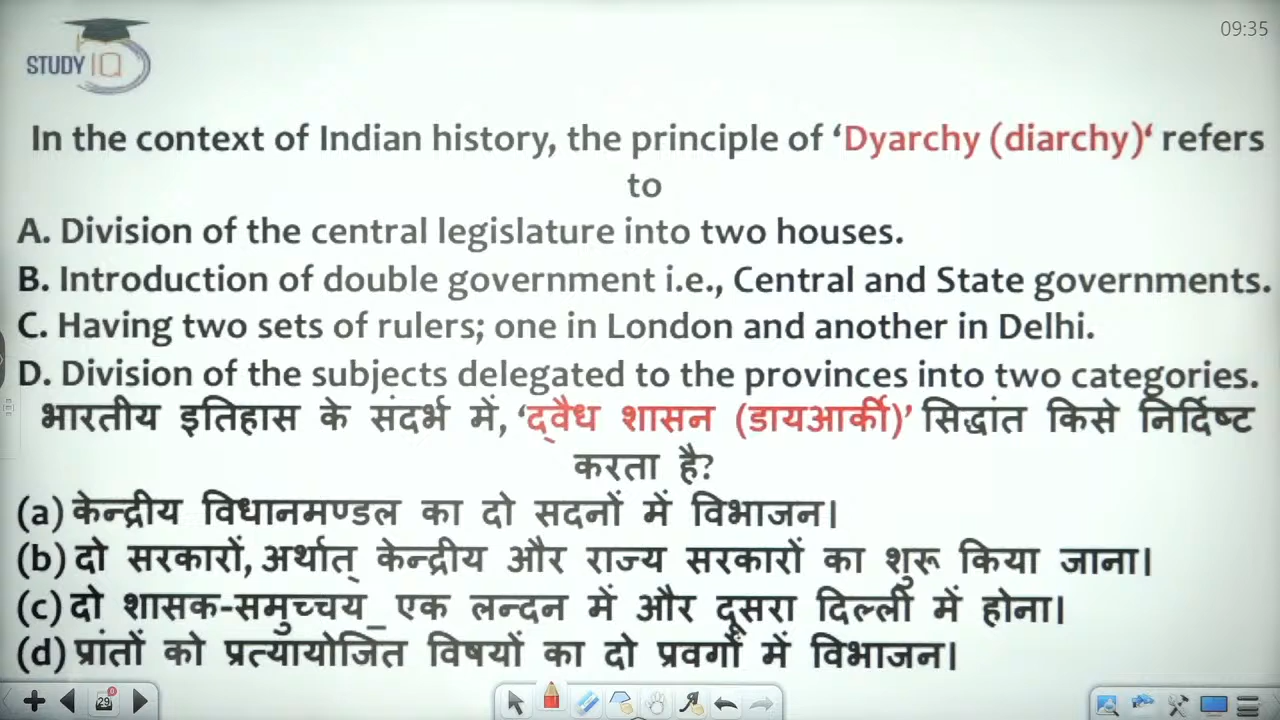 09:35
STUDY IQ
In the context of Indian history, the principle of ‘Dyarchy (diarchy)‘ refers
to
A. Division of the central legislature into two houses.
B. Introduction of double government i.e., Central and State governments.
C. Having two sets of rulers; one in London and another in Delhi.
D. Division of the subjects delegated to the provinces into two categories.
भारतीय इतिहास के संदर्भ में, ‘द्वैध शासन (डायआर्की)’ सिद्धांत किसे निर्दिष्ट
करता है?
(a) केन्द्रीय विधानमण्डल का दो सदनों में विभाजन।
(b) दो सरकारों, अर्थात् केन्द्रीय और राज्य सरकारों का शुरू किया जाना।
(c) दो शासक-समुच्चय_ एक लन्दन में और दूसरा दिल्ली में होना।
(d) प्रांतों को प्रत्यायोजित विषयों का दो प्रवर्गों में विभाजन।
29